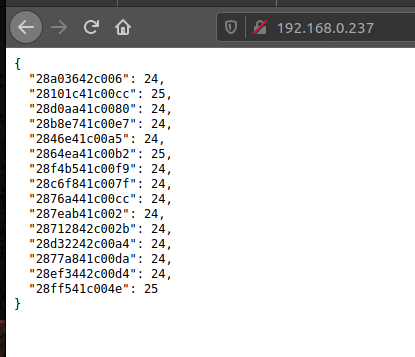 192.168.0.237
{
"28a03642c006": 24,
"28101c41c00cc": 25,
"28d0aa41c0080": 24,
"28b8e741c00e7": 24,
"2846e41c00a5": 24,
"2864ea41c00b2": 25,
"28f4b541c00f9": 24,
"28c6f841c007f": 24,
"2876a441c00cc": 24,
"287eab41c002": 24,
"28712842c002b": 24,
"28d32242c00a4": 24,
"2877a841c00da": 24,
"28ef3442c00d4": 24,
"28ff541c004e": 25
}